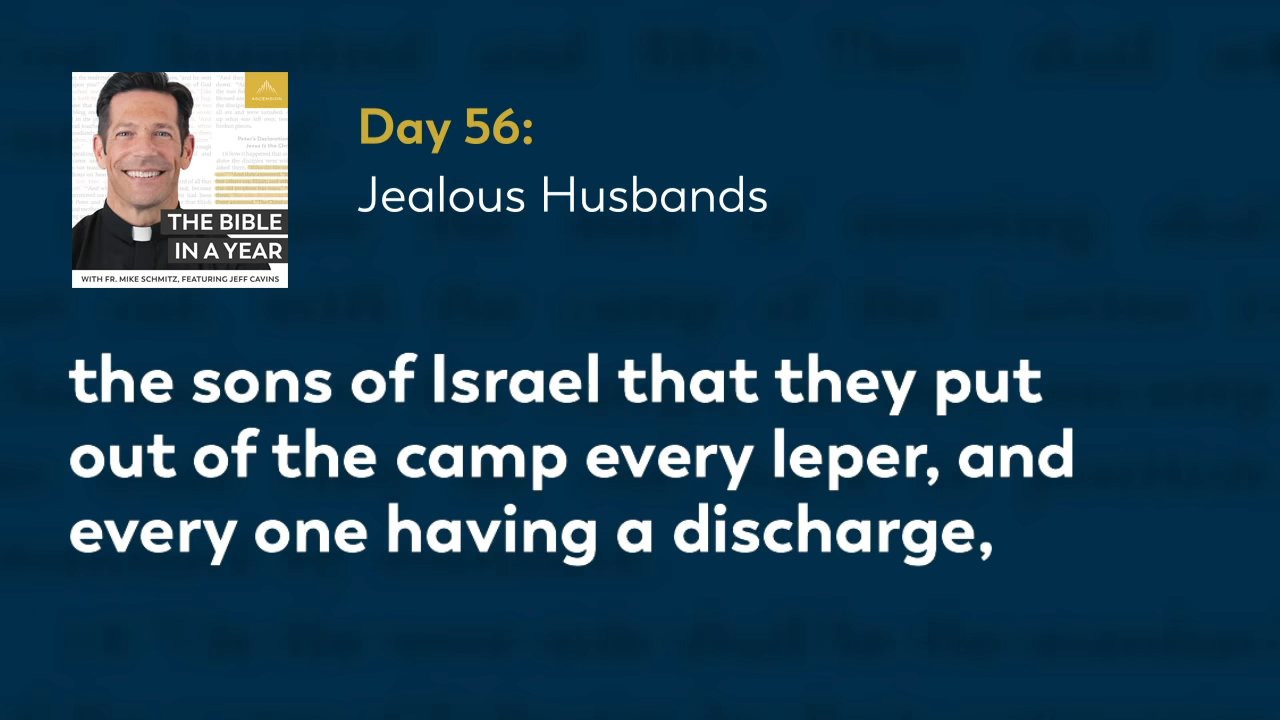 ASCENSION
THE BIBLE
IN A YEAR
WITH FR. MIKE SCHMITZ, FEATURING JEFF CAVINS
Day 56:
Jealous Husbands
the sons of Israel that they put
out of the camp every leper, and
every one having a discharge,